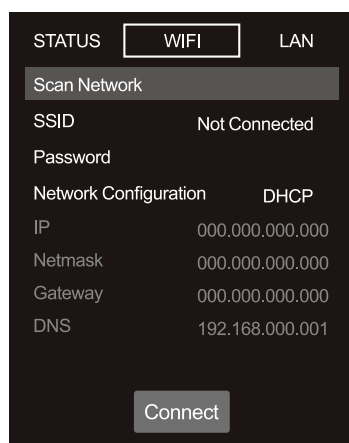 STATUS WIFI LAN
Scan Network
SSID Not Connected
Password
Network Configuration DHCP
IP 000.000.000.000
Netmask 000.000.000.000
Gateway 000.000.000.000
DNS 192.168.000.001
Connect